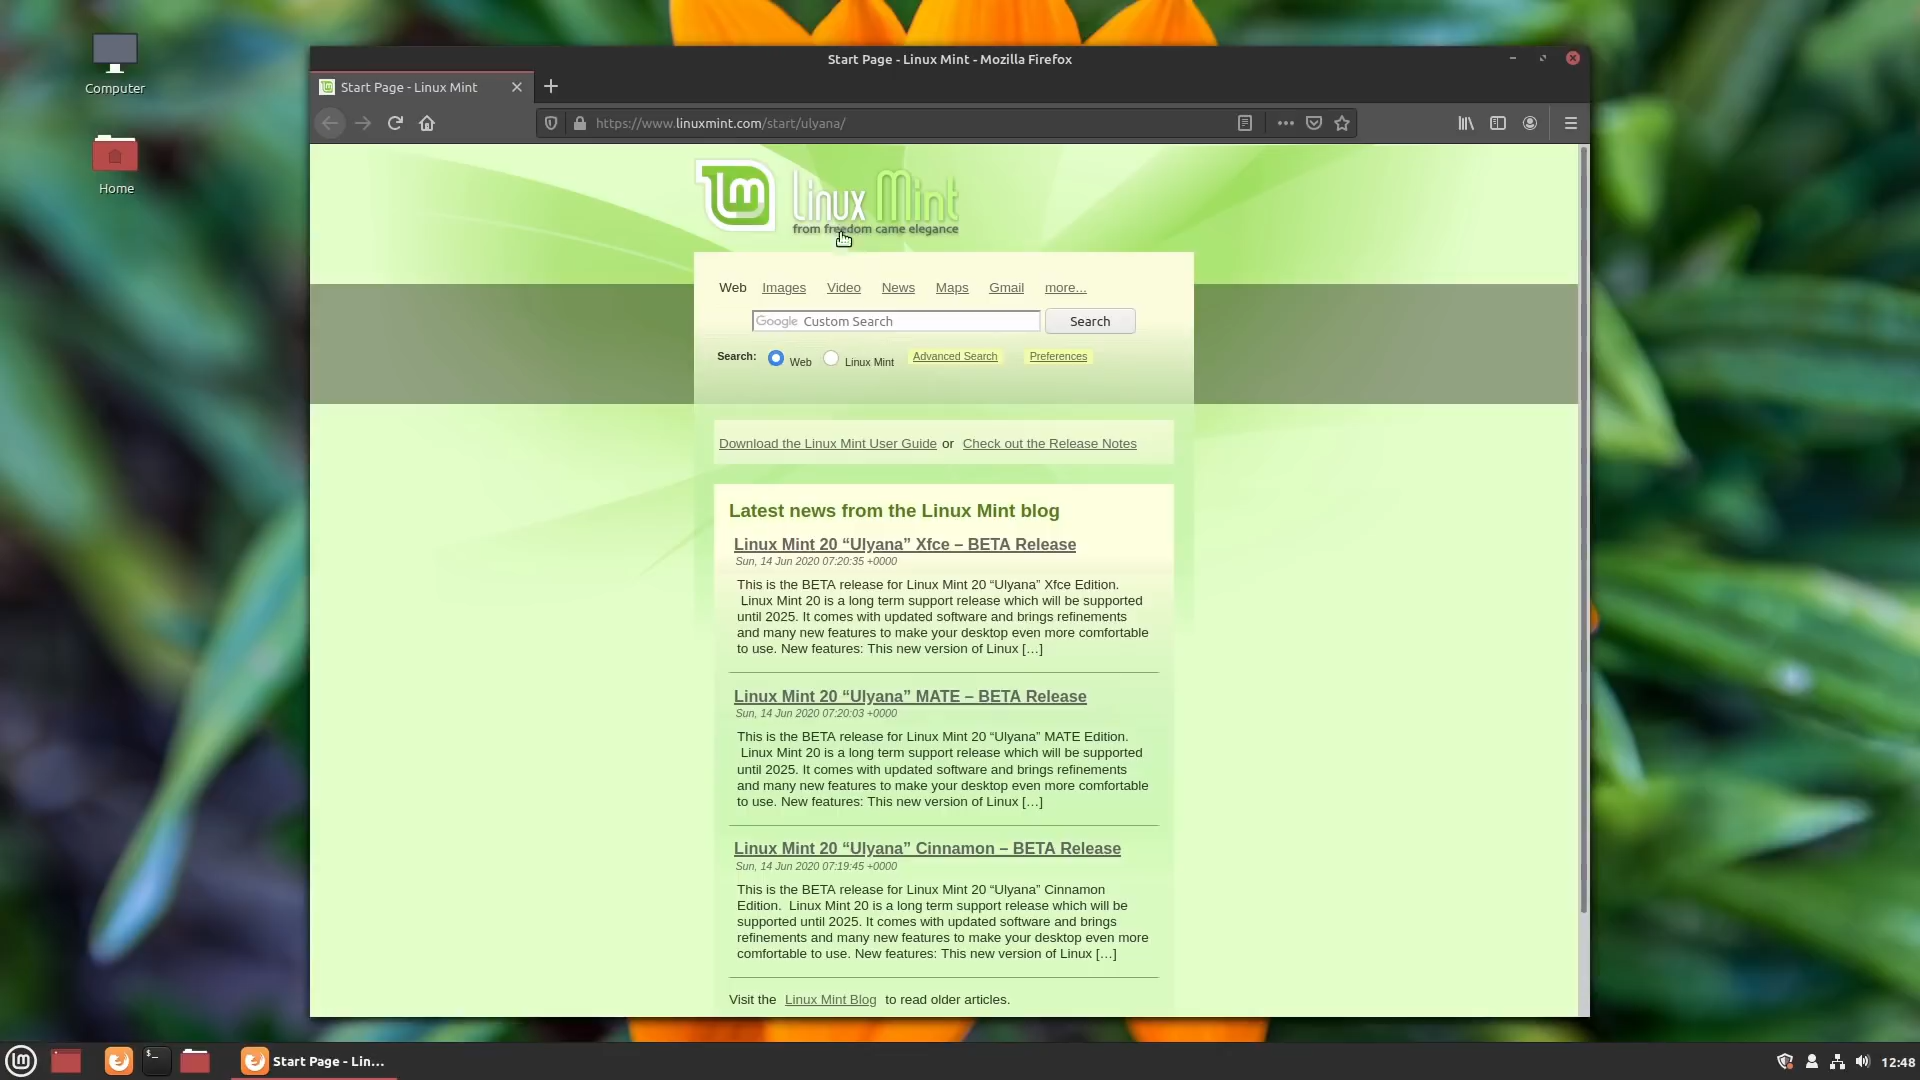 Computer
Home
Start Page - Linux Mint - Mozilla Firefox
Start Page - Linux Mint
https://www.linuxmint.com/start/ulyana/
lm Linux Mint
from freedom came elegance
Web Images Video News Maps Gmail more...
Google Custom Search Search
Search: Web Linux Mint Advanced Search Preferences
Download the Linux Mint User Guide or Check out the Release Notes
Latest news from the Linux Mint blog
Linux Mint 20 “Ulyana” Xfce – BETA Release
Sun, 14 Jun 2020 07:20:35 +0000
This is the BETA release for Linux Mint 20 “Ulyana” Xfce Edition.
Linux Mint 20 is a long term support release which will be supported
until 2025. It comes with updated software and brings refinements
and many new features to make your desktop even more comfortable
to use. New features: This new version of Linux […]
Linux Mint 20 “Ulyana” MATE – BETA Release
Sun, 14 Jun 2020 07:20:03 +0000
This is the BETA release for Linux Mint 20 “Ulyana” MATE Edition.
Linux Mint 20 is a long term support release which will be supported
until 2025. It comes with updated software and brings refinements
and many new features to make your desktop even more comfortable
to use. New features: This new version of Linux […]
Linux Mint 20 “Ulyana” Cinnamon – BETA Release
Sun, 14 Jun 2020 07:19:45 +0000
This is the BETA release for Linux Mint 20 “Ulyana” Cinnamon
Edition. Linux Mint 20 is a long term support release which will be
supported until 2025. It comes with updated software and brings
refinements and many new features to make your desktop even more
comfortable to use. New features: This new version of Linux […]
Visit the Linux Mint Blog to read older articles.
lm $_ Start Page - Lin... 12:48